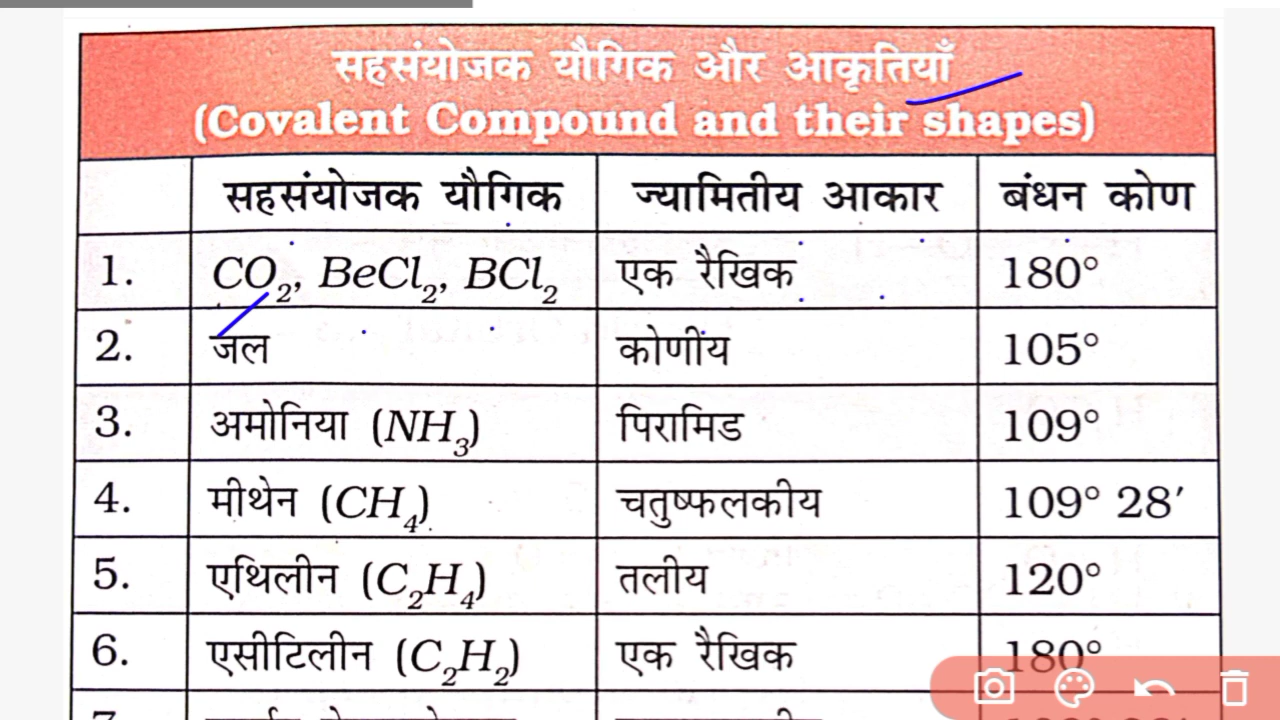 सहसंयोजक यौगिक और आकृतियाँ
(Covalent Compound and their shapes)
सहसंयोजक यौगिक ज्यामितीय आकार बंधन कोण
1. CO₂, BeCl₂, BCl₂ एक रैखिक 180°
2. जल कोणीय 105°
3. अमोनिया (NH₃) पिरामिड 109°
4. मीथेन (CH₄) चतुष्फलकीय 109° 28′
5. एथिलीन (C₂H₄) तलीय 120°
6. एसीटिलीन (C₂H₂) एक रैखिक 180°